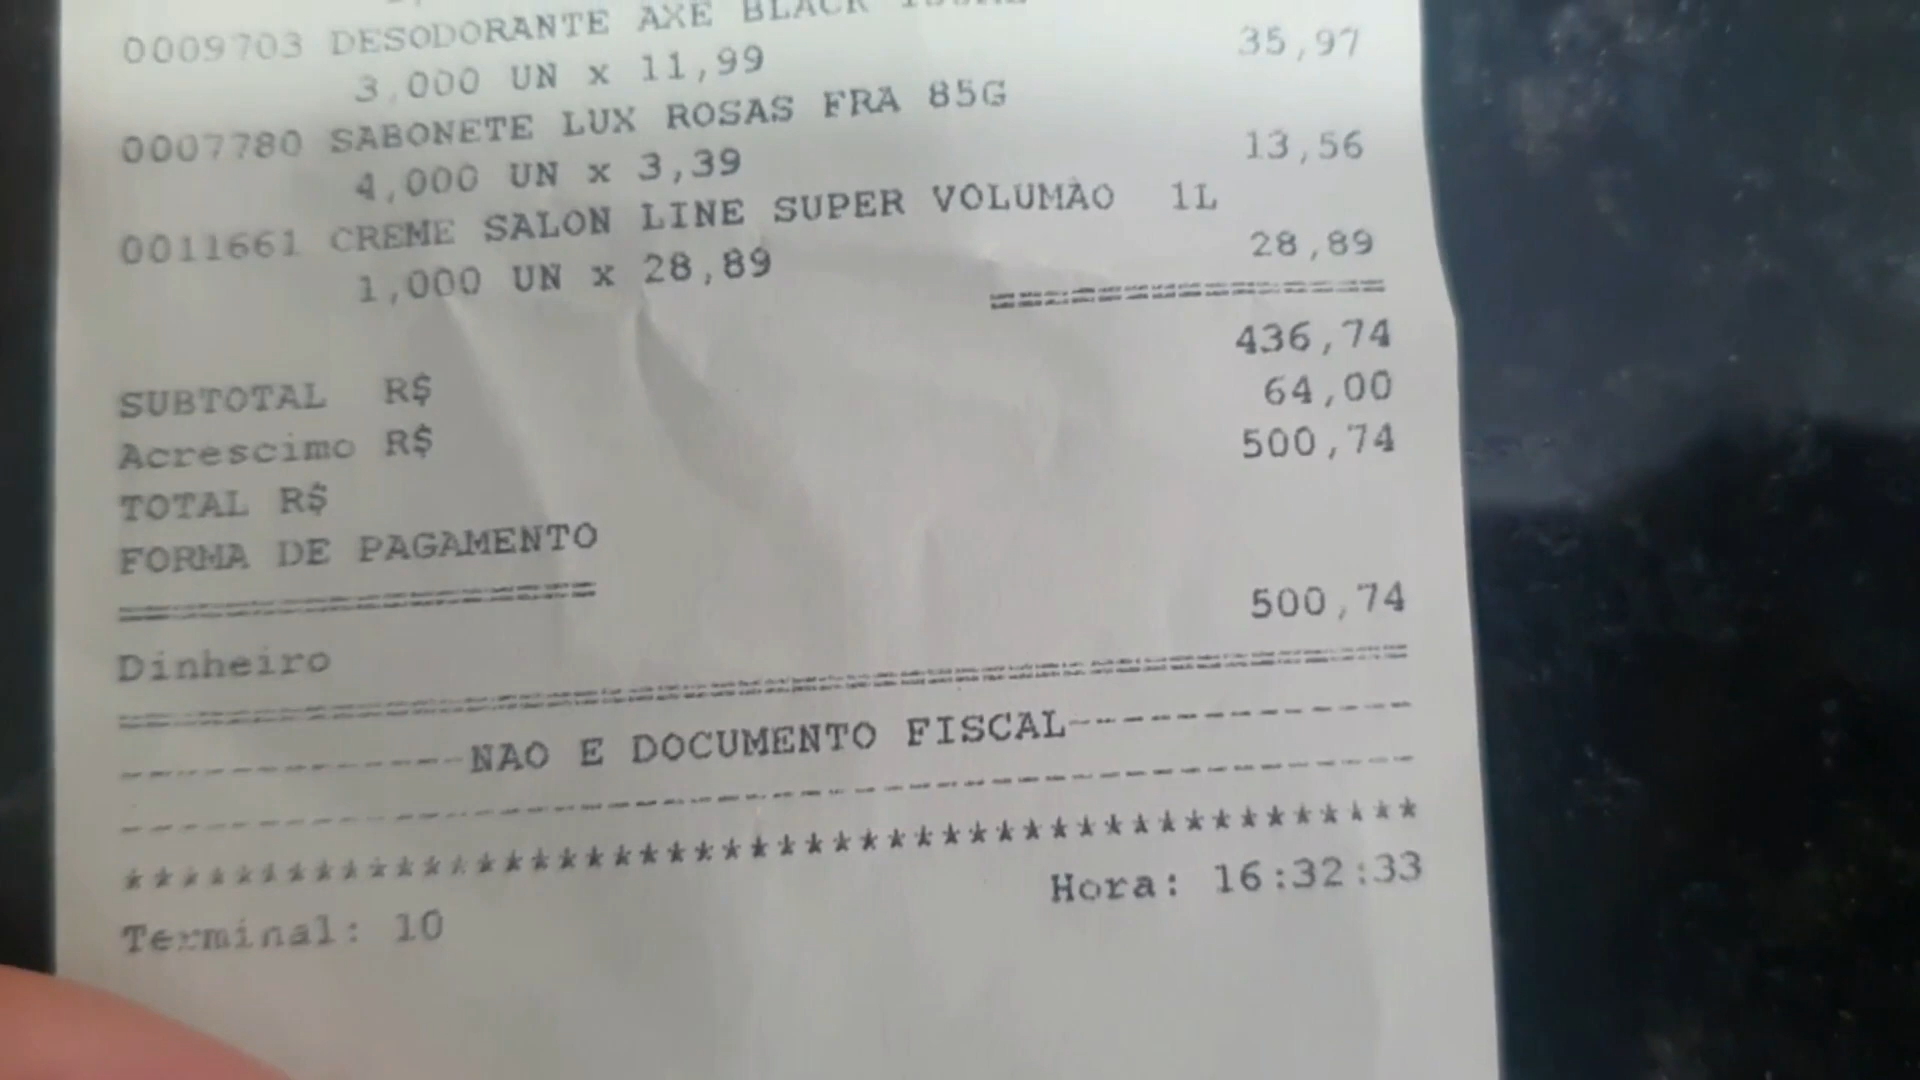 0009703 DESODORANTE AXE BLACK
3,000 UN x 11,99 35,97
0007780 SABONETE LUX ROSAS FRA 85G
4,000 UN x 3,39 13,56
0011661 CREME SALON LINE SUPER VOLUMÃO 1L
1,000 UN x 28,89 28,89
SUBTOTAL R$ 436,74
Acrescimo R$ 64,00
TOTAL R$ 500,74
FORMA DE PAGAMENTO
Dinheiro 500,74
NAO E DOCUMENTO FISCAL
****************************************
Terminal: 10 Hora: 16:32:33